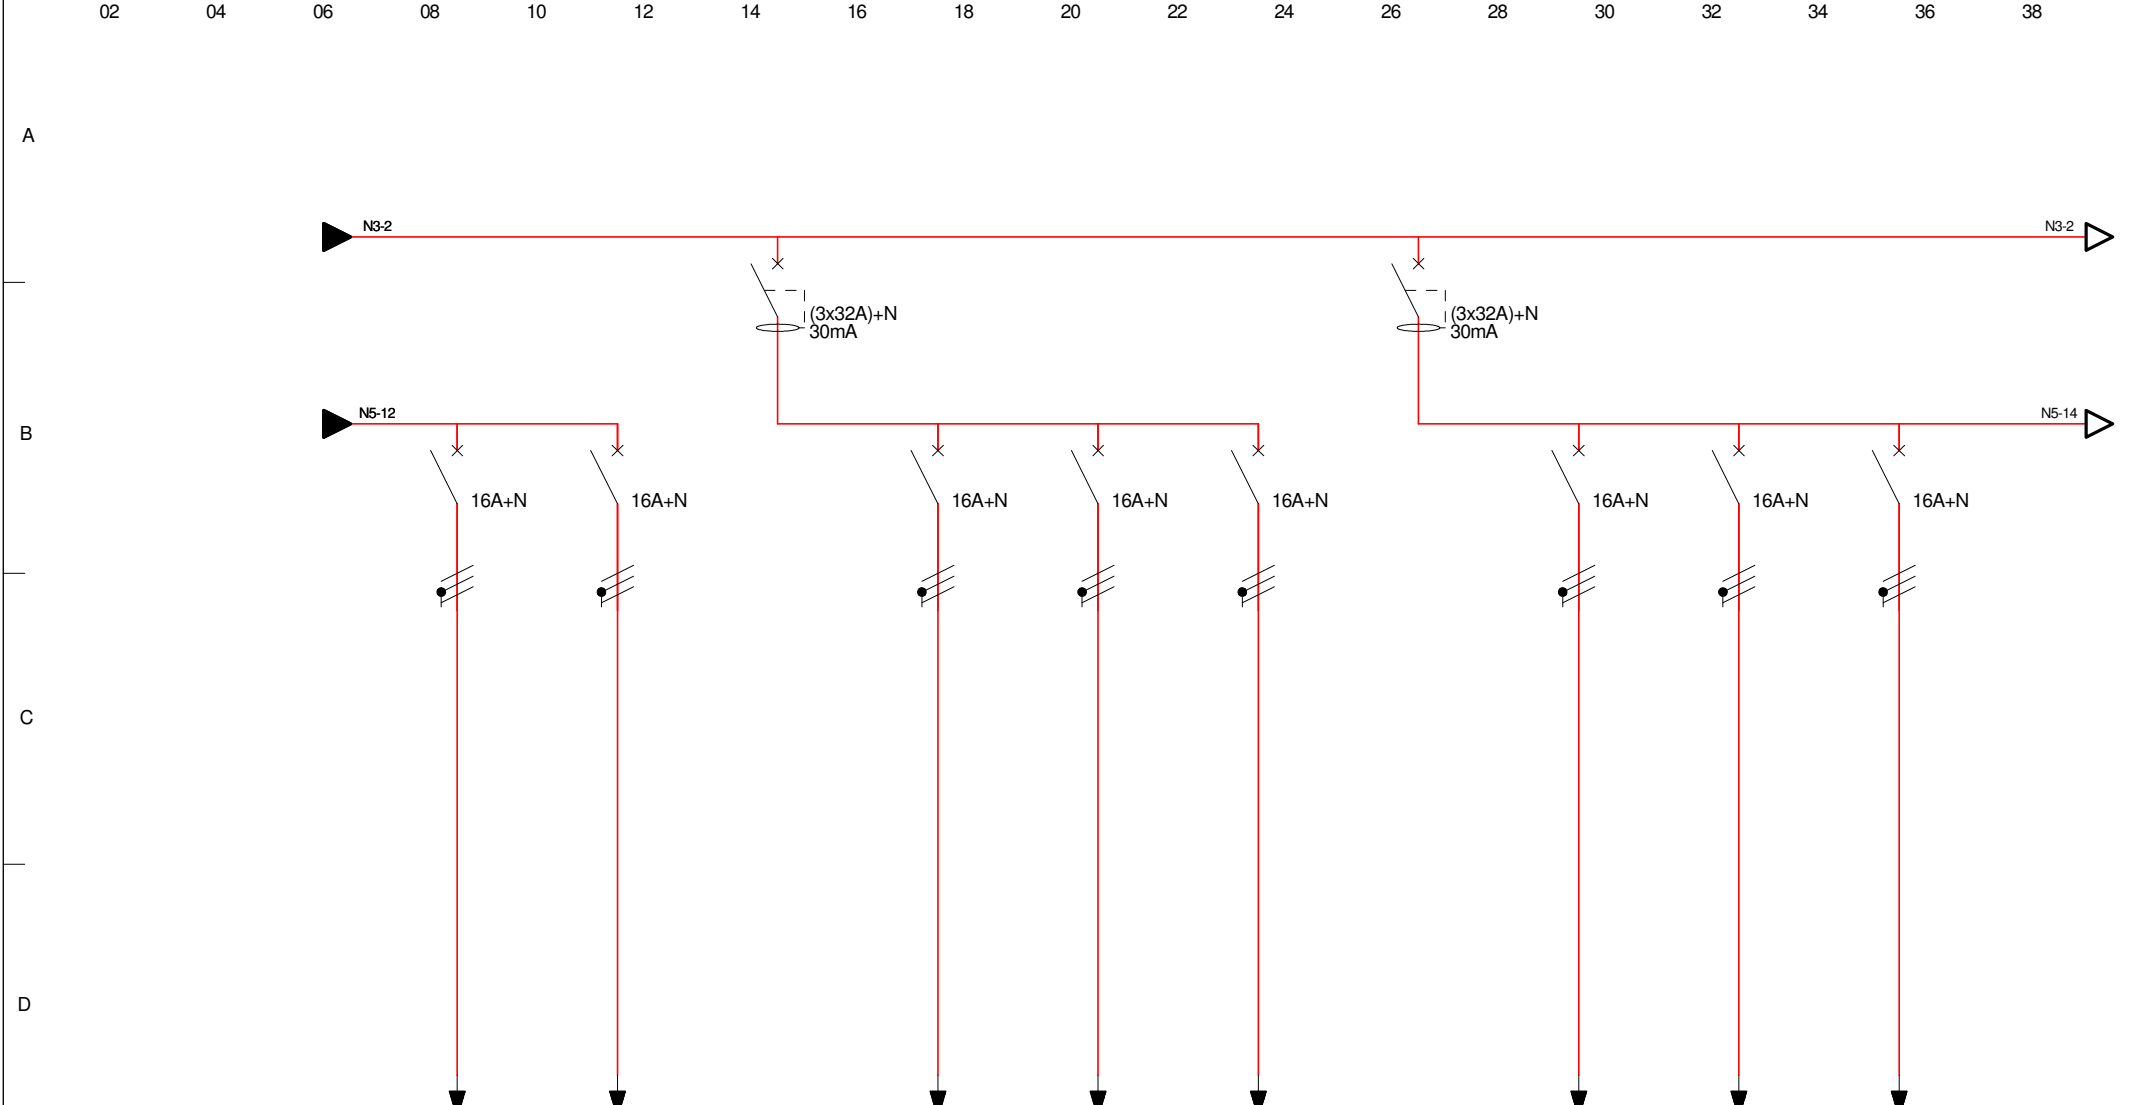 02 04 06 08 10 12 14 16 18 20 22 24 26 28 30 32 34 36 38
A
N3-2 N3-2
(3x32A)+N (3x32A)+N
30mA 30mA
N5-12 N5-14
B
16A+N 16A+N 16A+N 16A+N 16A+N 16A+N 16A+N 16A+N
C
D